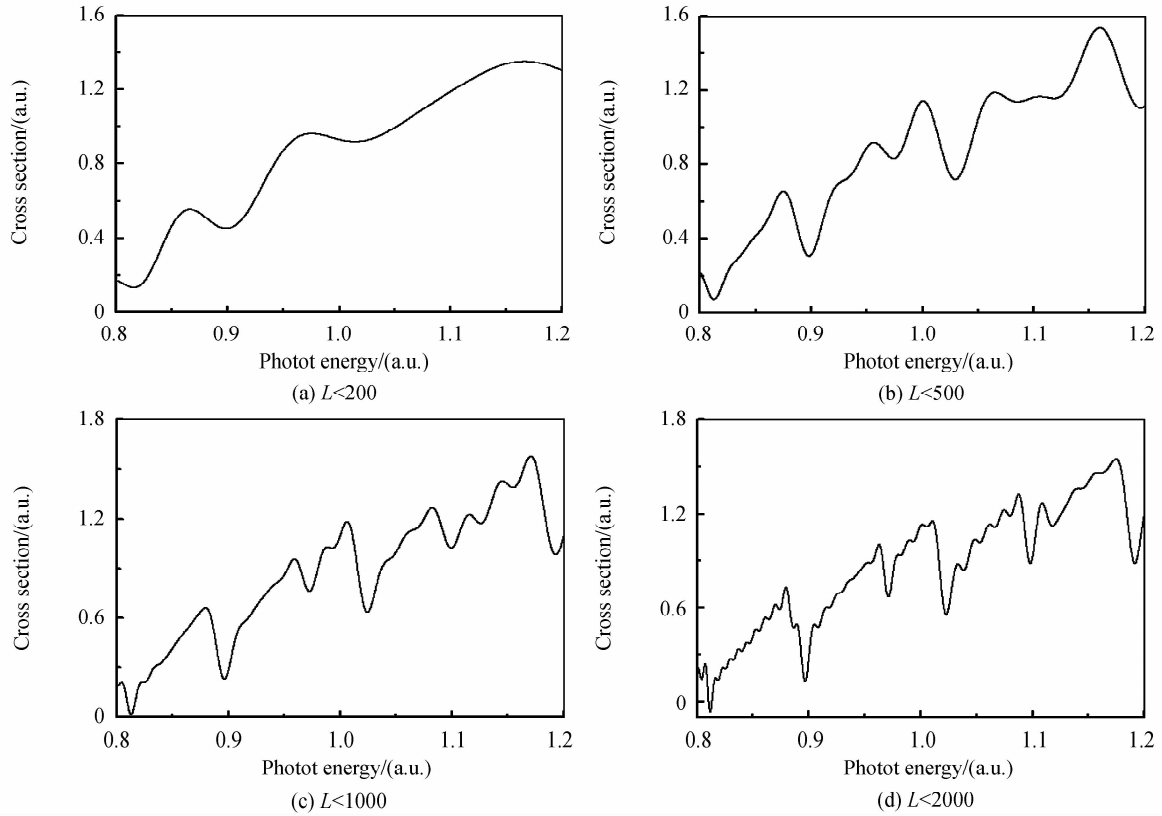 1.6
1.2
0.8
0.4
0
Cross section/(a.u.)
0.8 0.9 1.0 1.1 1.2
Photot energy/(a.u.)
(a) L<200
1.6
1.2
0.8
0.4
0
Cross section/(a.u.)
0.8 0.9 1.0 1.1 1.2
Photot energy/(a.u.)
(b) L<500
1.8
1.2
0.6
0
Cross section/(a.u.)
0.8 0.9 1.0 1.1 1.2
Photot energy/(a.u.)
(c) L<1000
1.8
1.2
0.6
0
Cross section/(a.u.)
0.8 0.9 1.0 1.1 1.2
Photot energy/(a.u.)
(d) L<2000